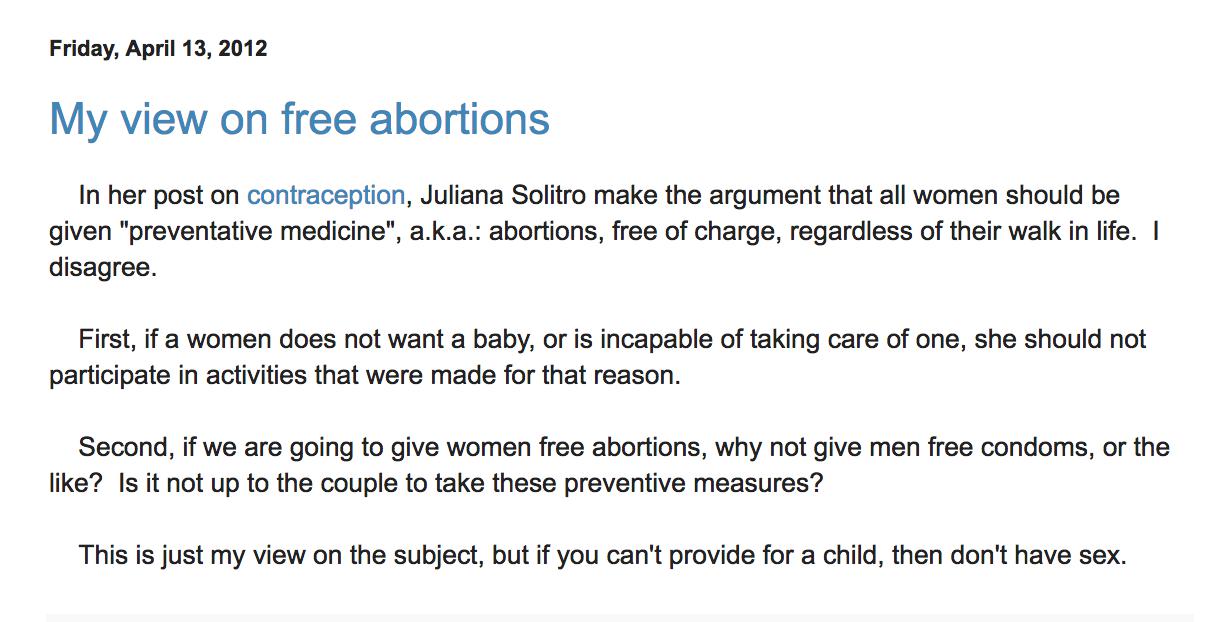 Friday, April 13, 2012
My view on free abortions
In her post on contraception, Juliana Solitro make the argument that all women should be
given "preventative medicine", a.k.a.: abortions, free of charge, regardless of their walk in life.  I
disagree.
First, if a women does not want a baby, or is incapable of taking care of one, she should not
participate in activities that were made for that reason.
Second, if we are going to give women free abortions, why not give men free condoms, or the
like?  Is it not up to the couple to take these preventive measures?
This is just my view on the subject, but if you can't provide for a child, then don't have sex.